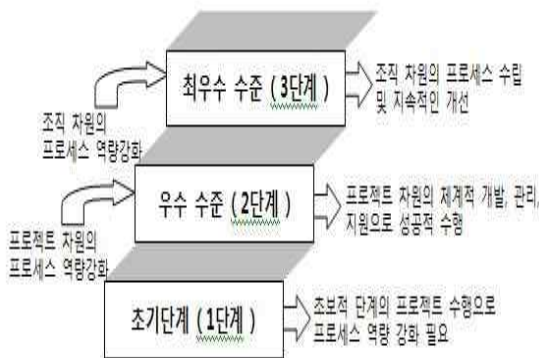 최우수 수준 ( 3단계 )
조직 차원의 프로세스 수립
및 지속적인 개선
조직 차원의
프로세스 역량강화
우수 수준 ( 2단계 )
프로젝트 차원의 체계적 개발, 관리,
지원으로 성공적 수행
프로젝트 차원의
프로세스 역량강화
초기단계 (1단계 )
초보적 단계의 프로젝트 수행으로
프로세스 역량 강화 필요